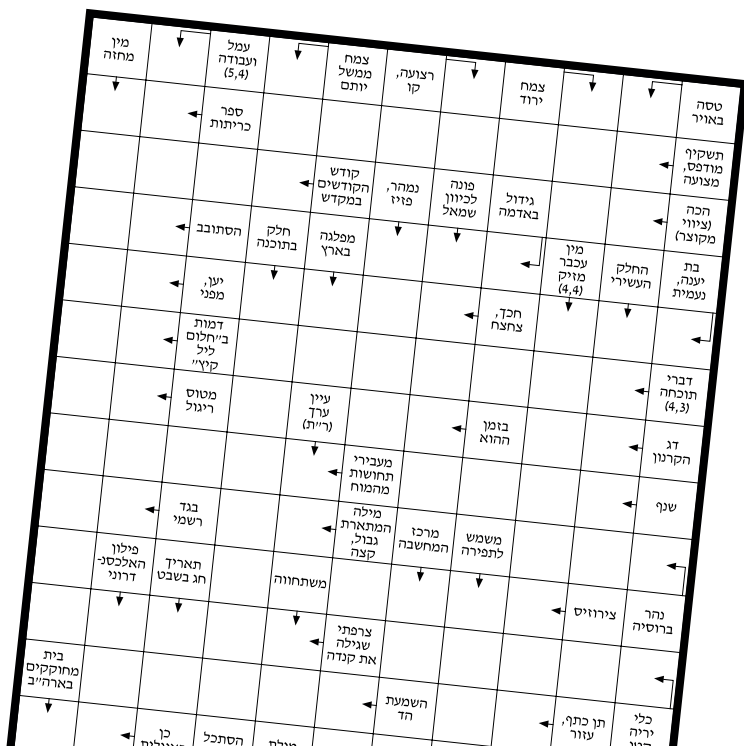 טסה
באויר
צמח
ירוד
רצועה,
קו
צמח
ממשל
יותם
עמל
ועבודה
(5,4)
מין
מחזה
תשקיף
מודפס,
מצועה
ספר
כריתות
הכה
(ציווי
מקוצר)
גידול
באדמה
פונה
לכיוון
שמאל
נמהר,
פזיז
קודש
הקודשים
במקדש
בת
יענה,
נעמית
החלק
העשירי
מין
עכבר
מזיק
(4,4)
מפלגה
בארץ
חלק
בתוכנה
הסתובב
חכך,
צחצח
יען,
מפני
דברי
תוכחה
(4,3)
דמות
ב"חלום
ליל
קיץ"
דג
הקרנון
בזמן
ההוא
עיין
ערך
(ר"ת)
מטוס
ריגול
שנף
מעבירי
תחושות
מהמוח
משמש
לתפירה
מרכז
המחשבה
מילה
המתארת
גבול,
קצה
בגד
רשמי
נהר
ברוסיה
צירוזיס
משתחווה
תאריך
חג בשבט
פילון
האלכסנ-
דרוני
צרפתי
שגילה
את קנדה
כלי
יריה
תן כתף,
עזור
השמעת
הד
בית
מחוקקים
בארה"ב
הסתכל
כן